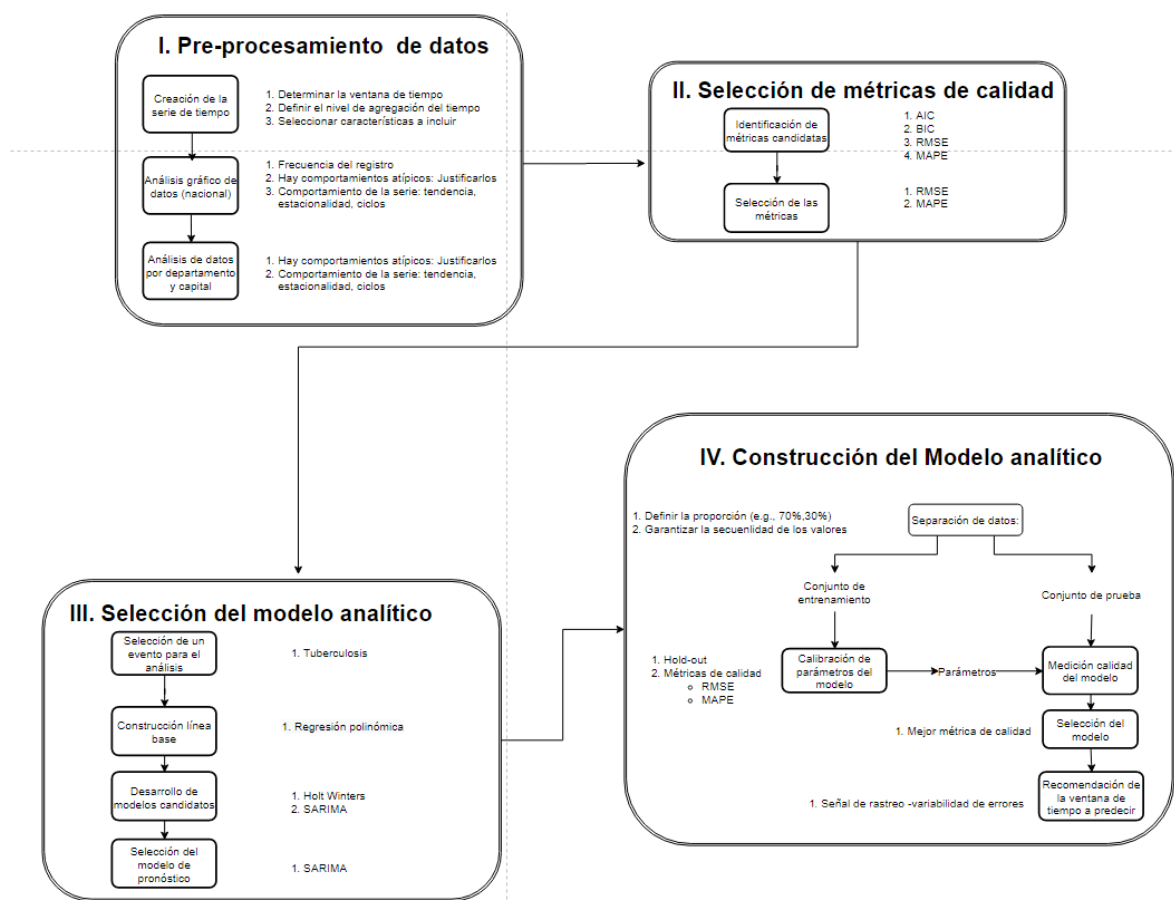 I. Pre-procesamiento de datos
Creación de la
serie de tiempo
1. Determinar la ventana de tiempo
2. Definir el nivel de agregación del tiempo
3. Seleccionar características a incluir
Análisis gráfico de
datos (nacional)
1. Frecuencia del registro
2. Hay comportamientos atípicos: Justificarlos
3. Comportamiento de la serie: tendencia,
estacionalidad, ciclos
Análisis de datos
por departamento
y capital
1. Hay comportamientos atípicos: Justificarlos
2. Comportamiento de la serie: tendencia,
estacionalidad, ciclos
II. Selección de métricas de calidad
Identificación de
métricas candidatas
1. AIC
2. BIC
3. RMSE
4. MAPE
Selección de las
métricas
1. RMSE
2. MAPE
III. Selección del modelo analítico
Selección de un
evento para el
análisis
1. Tuberculosis
Construcción línea
base
1. Regresión polinómica
Desarrollo de
modelos candidatos
1. Holt Winters
2. SARIMA
Selección del
modelo de
pronóstico
1. SARIMA
IV. Construcción del Modelo analítico
1. Definir la proporción (e.g., 70%,30%)
2. Garantizar la secuenlidad de los valores
Separación de datos:
Conjunto de
entrenamiento
Conjunto de prueba
1. Hold-out
2. Métricas de calidad
○ RMSE
○ MAPE
Calibración de
parámetros del
modelo
Parámetros
Medición calidad
del modelo
1. Mejor métrica de calidad
Selección del
modelo
1. Señal de rastreo -variabilidad de errores
Recomendación de
la ventana de
tiempo a predecir